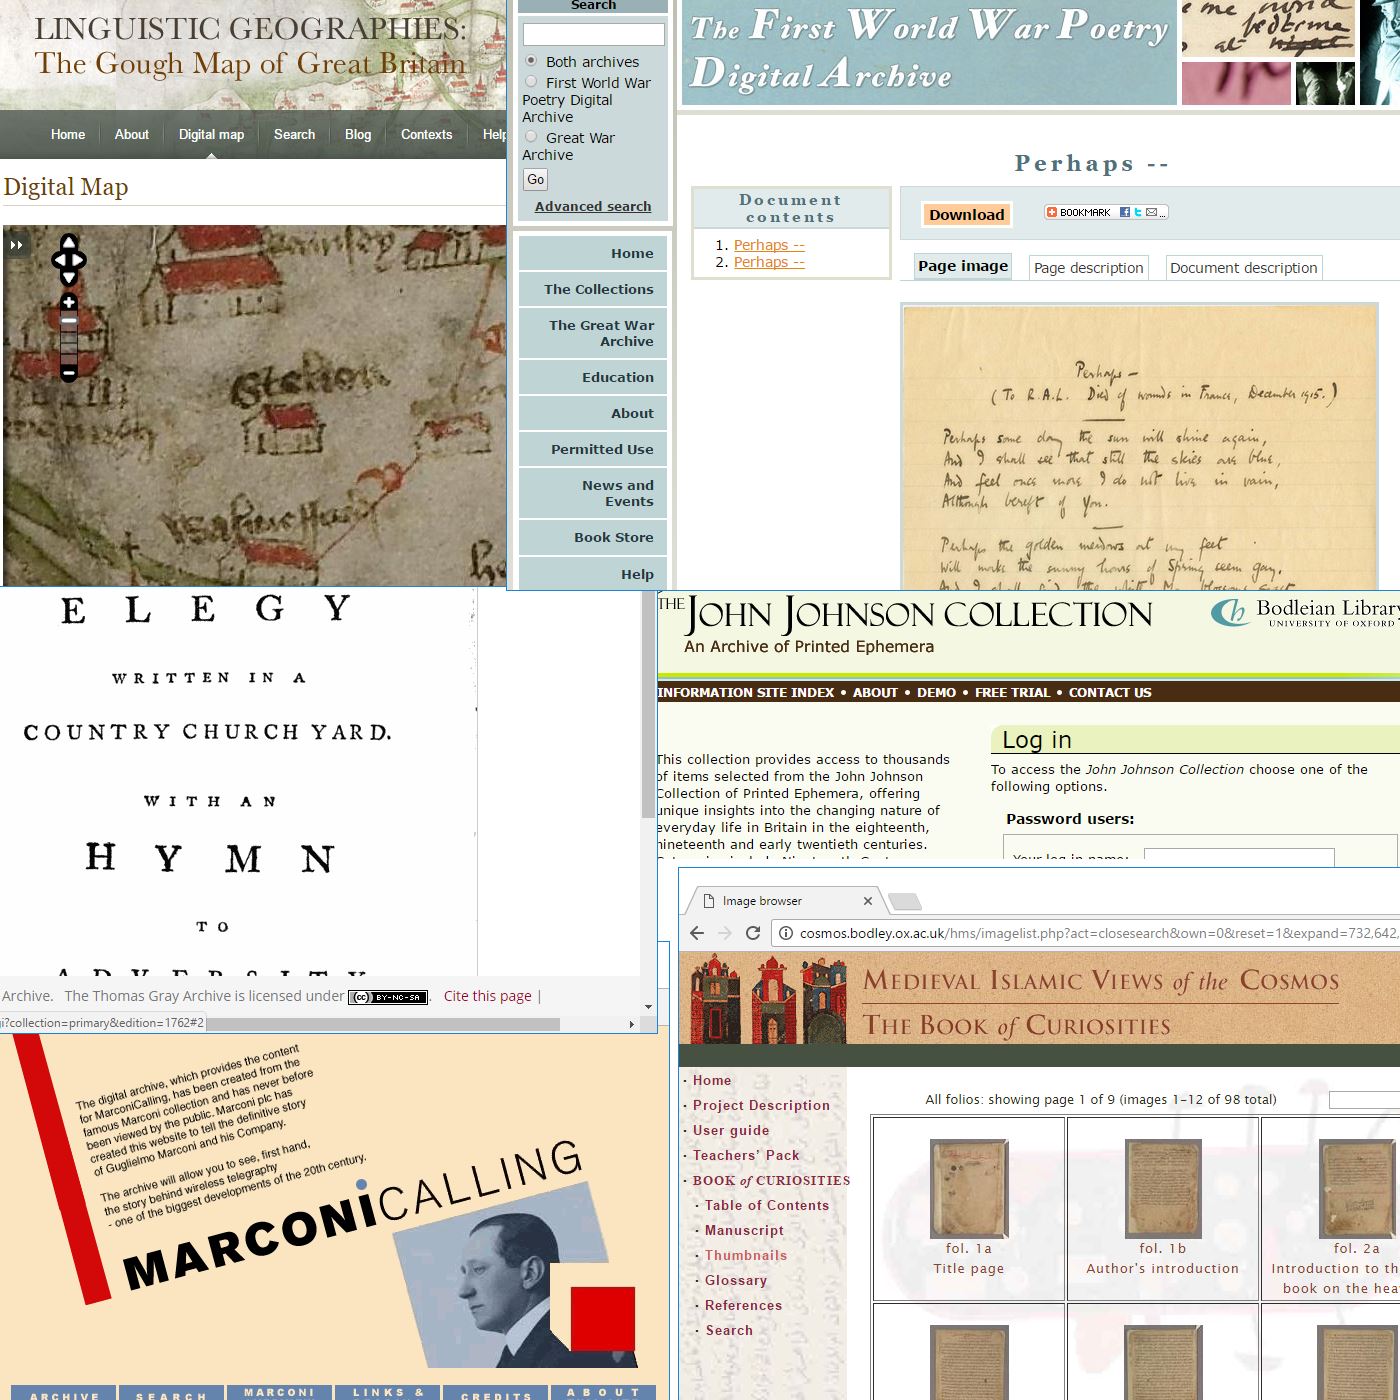 LINGUISTIC GEOGRAPHIES:
The Gough Map of Great Britain
Home
About
Digital map
Search
Blog
Contexts
Help
Digital Map
Search
Both archives
First World War
Poetry Digital
Archive
Great War
Archive
Go
Advanced search
Home
The Collections
The Great War
Archive
Education
About
Permitted Use
News and
Events
Book Store
Help
The First World War Poetry
Digital Archive
Perhaps --
Document
contents
1. Perhaps --
2. Perhaps --
Download
BOOKMARK
Page image
Page description
Document description
Perhaps –
(To R.A.L. Died of wounds in France, December 1915.)
Perhaps some day the sun will shine again,
And I shall see that still the skies are blue,
And feel once more I do not live in vain,
Although bereft of You.
Perhaps the golden meadows at my feet
Will make the sunny hours of Spring seem gay,
ELEGY
WRITTEN IN A
COUNTRY CHURCH YARD.
WITH AN
HYMN
TO
ADVERSITY
Archive. The Thomas Gray Archive is licensed under (cc) BY-NC-SA. Cite this page |
i?collection=primary&edition=1762#2
THE JOHN JOHNSON COLLECTION
An Archive of Printed Ephemera
Bodleian Library
UNIVERSITY OF OXFORD
INFORMATION SITE INDEX • ABOUT • DEMO • FREE TRIAL • CONTACT US
This collection provides access to thousands
of items selected from the John Johnson
Collection of Printed Ephemera, offering
unique insights into the changing nature of
everyday life in Britain in the eighteenth,
nineteenth and early twentieth centuries.
Log in
To access the John Johnson Collection choose one of the
following options.
Password users:
Your log in name:
The digital archive, which provides the content
for MarconiCalling, has been created from the
famous Marconi collection and has never before
been viewed by the public. Marconi plc has
created this website to tell the definitive story
of Guglielmo Marconi and his Company.
The archive will allow you to see, first hand,
the story behind wireless telegraphy
- one of the biggest developments of the 20th century.
MARCONICALLING
ARCHIVE
SEARCH
MARCONI
LINKS &
CREDITS
ABOUT
Image browser
cosmos.bodley.ox.ac.uk/hms/imagelist.php?act=closesearch&own=0&reset=1&expand=732,642,
MEDIEVAL ISLAMIC VIEWS of the COSMOS
THE BOOK of CURIOSITIES
Home
Project Description
User guide
Teachers' Pack
BOOK of CURIOSITIES
Table of Contents
Manuscript
Thumbnails
Glossary
References
Search
All folios: showing page 1 of 9 (images 1–12 of 98 total)
fol. 1a
Title page
fol. 1b
Author's introduction
fol. 2a
Introduction to th
book on the hea